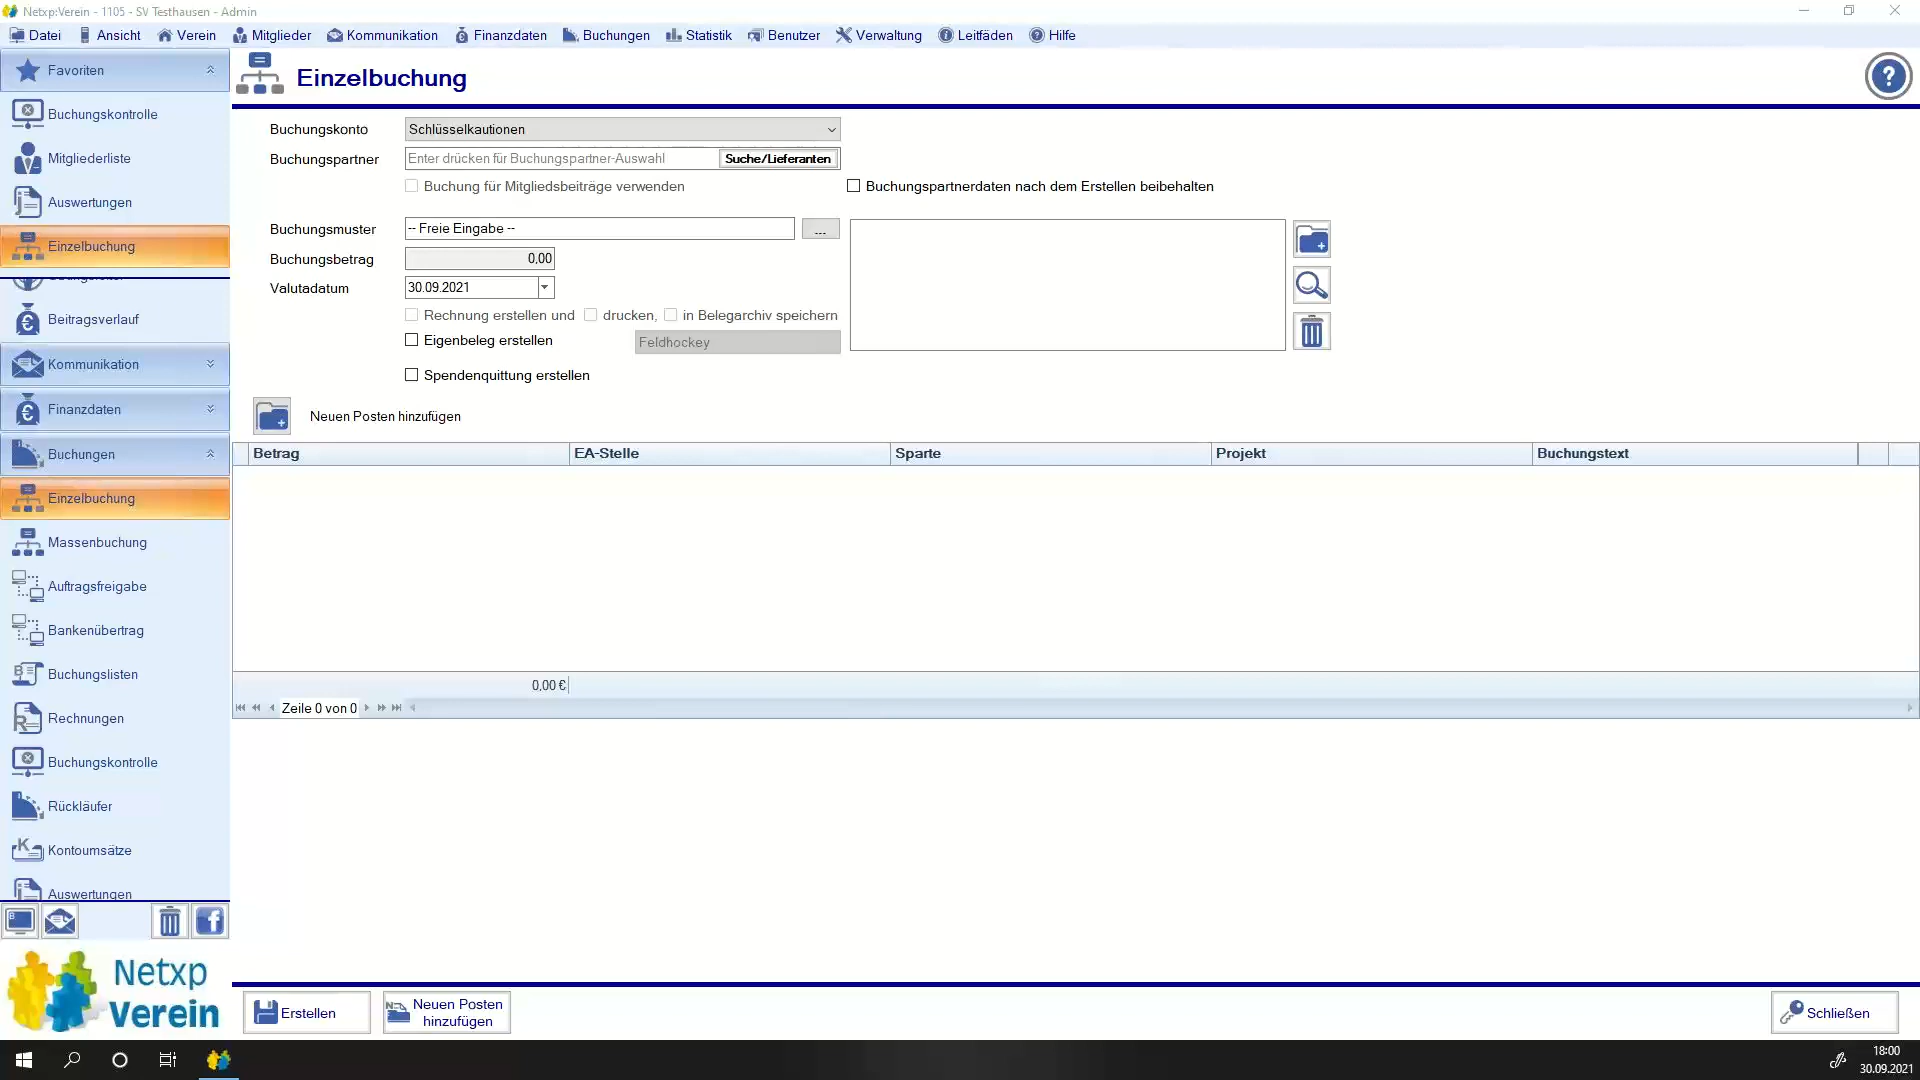 Netxp:Verein - 1105 - SV Testhausen - Admin
Datei Ansicht Verein Mitglieder Kommunikation Finanzdaten Buchungen Statistik Benutzer Verwaltung Leitfäden Hilfe
Favoriten
Buchungskontrolle
Mitgliederliste
Auswertungen
Einzelbuchung
Beitragsverlauf
Kommunikation
Finanzdaten
Buchungen
Einzelbuchung
Massenbuchung
Auftragsfreigabe
Bankenübertrag
Buchungslisten
Rechnungen
Buchungskontrolle
Rückläufer
Kontoumsätze
Auswertungen
Netxp
Verein
Einzelbuchung
Buchungskonto Schlüsselkautionen
Buchungspartner Enter drücken für Buchungspartner-Auswahl Suche/Lieferanten
Buchung für Mitgliedsbeiträge verwenden Buchungspartnerdaten nach dem Erstellen beibehalten
Buchungsmuster -- Freie Eingabe -- ...
Buchungsbetrag 0,00
Valutadatum 30.09.2021
Rechnung erstellen und drucken, in Belegarchiv speichern
Eigenbeleg erstellen Feldhockey
Spendenquittung erstellen
Neuen Posten hinzufügen
Betrag EA-Stelle Sparte Projekt Buchungstext
0,00 €
Zeile 0 von 0
Erstellen
Neuen Posten
hinzufügen
Schließen
18:00
30.09.2021